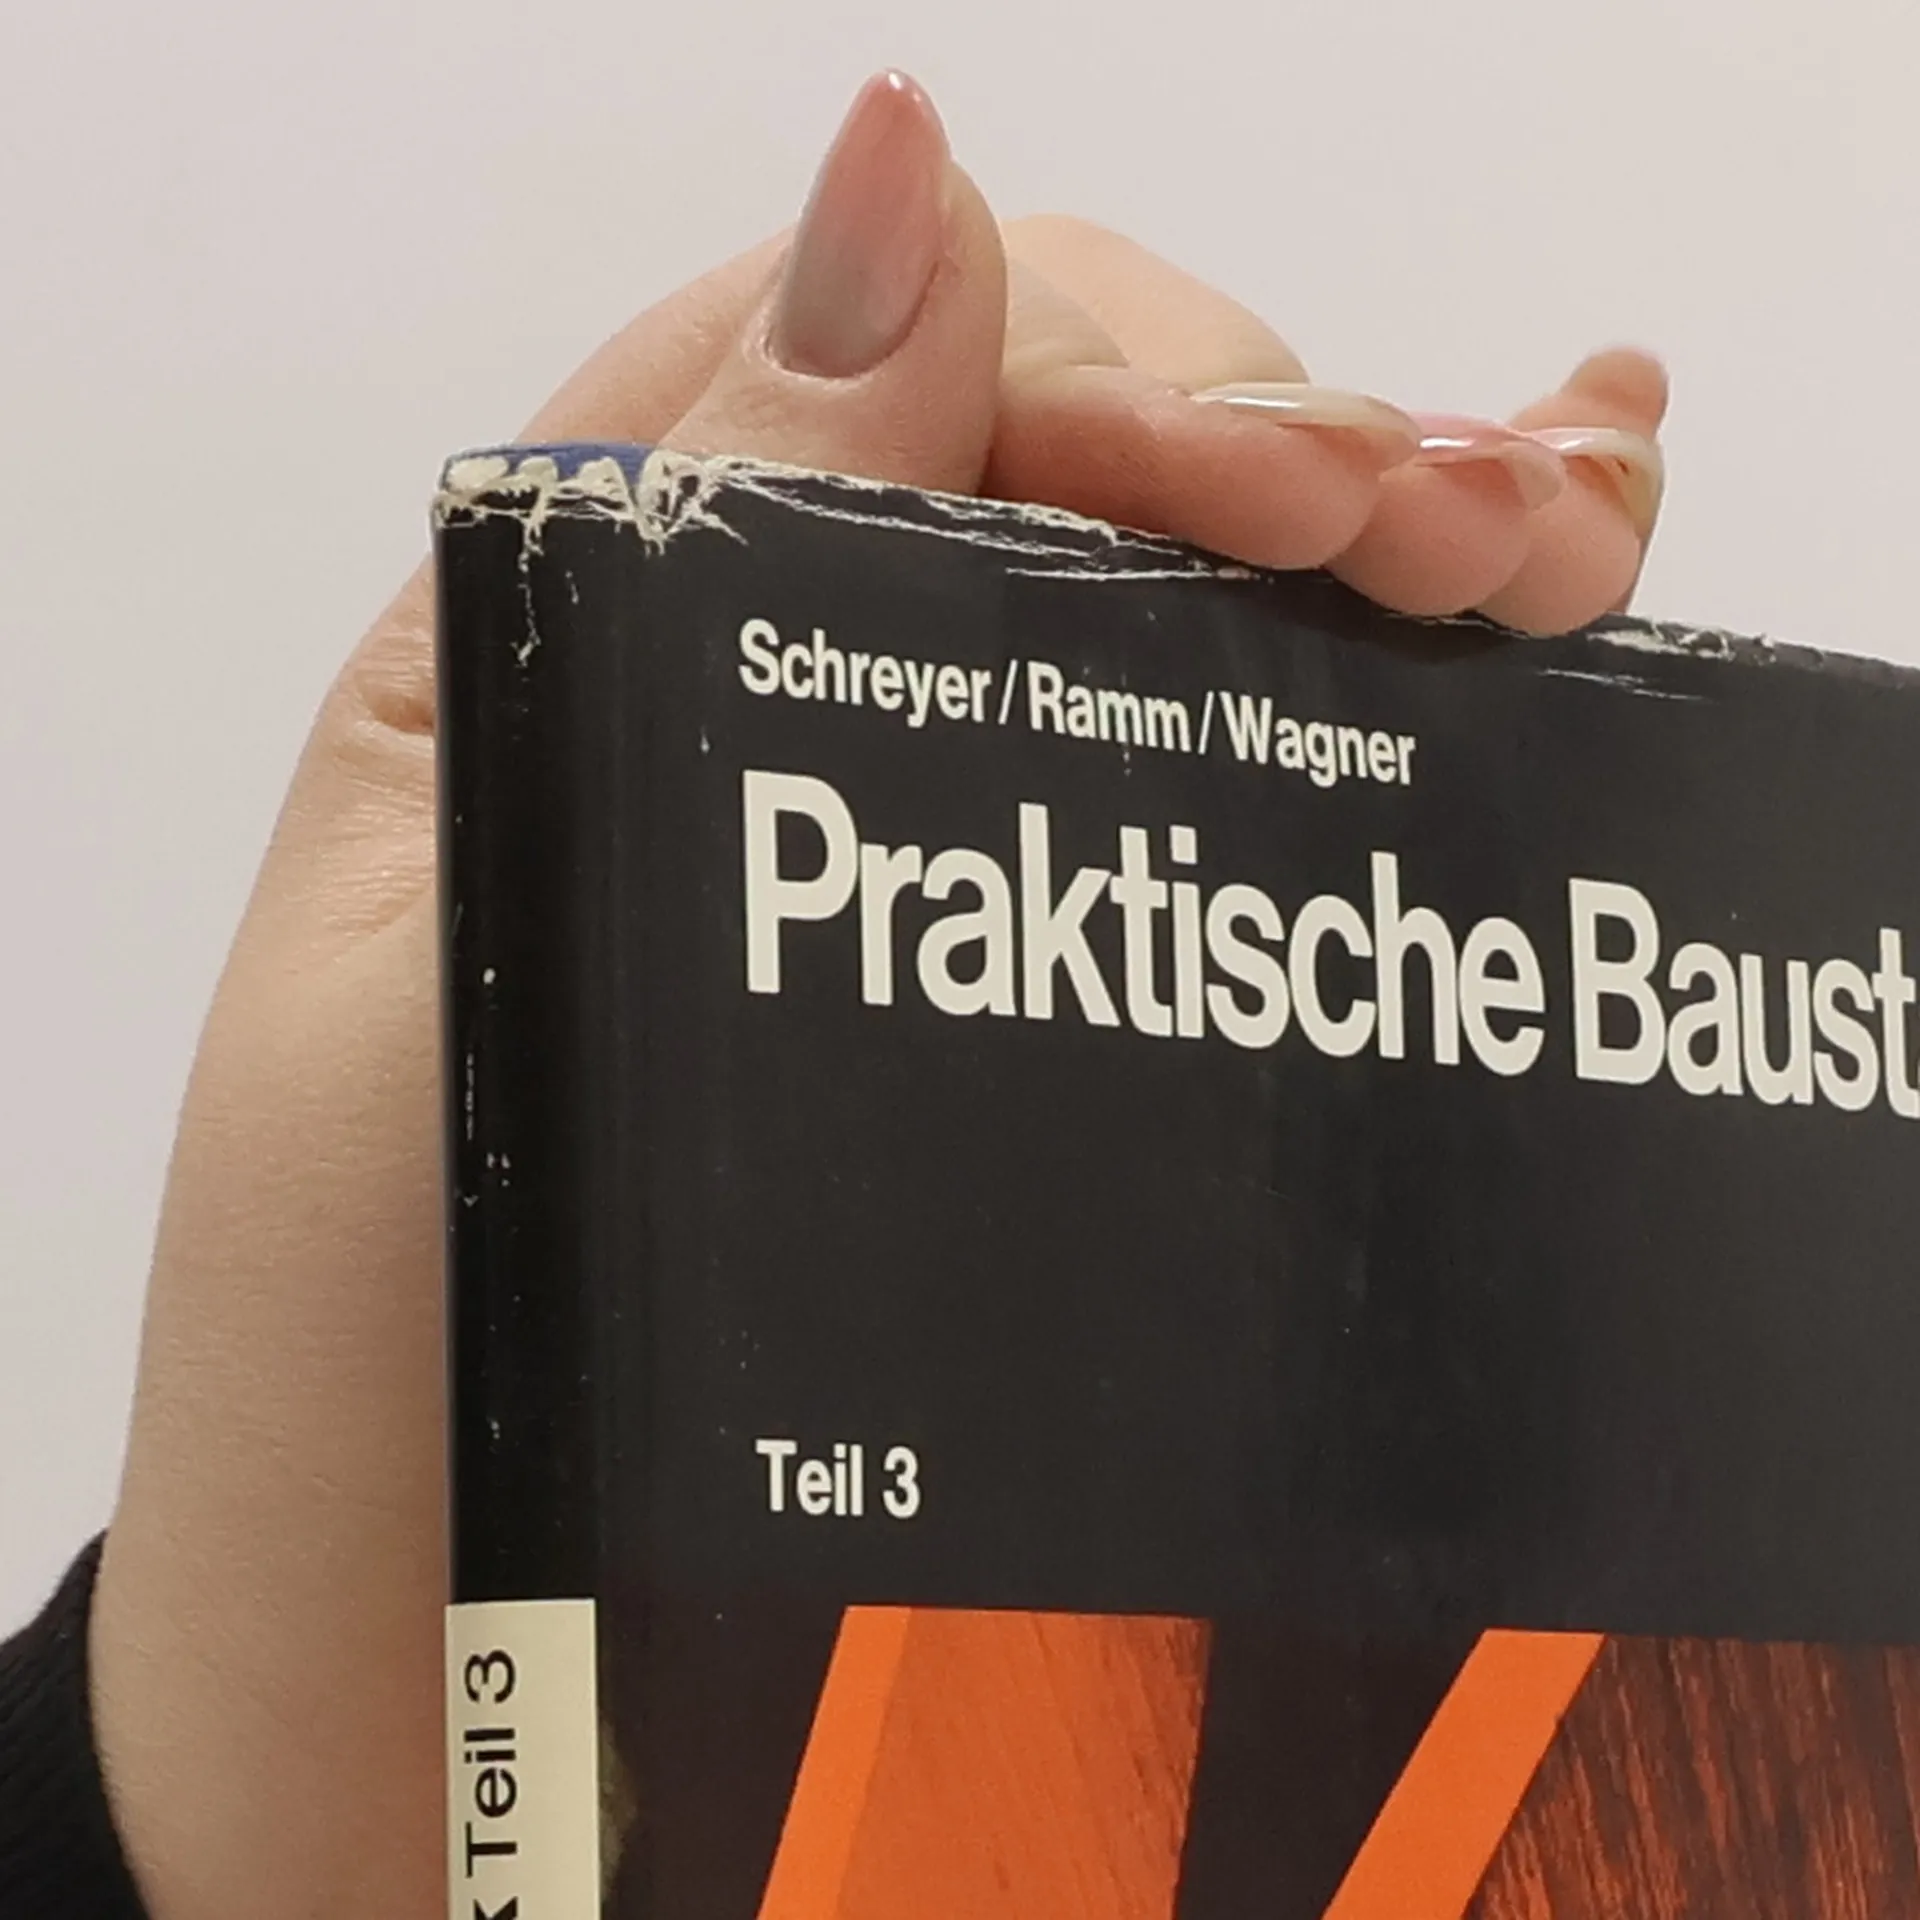 Schreyer/Ramm/Wagner
Praktische Baust
Teil 3
k Teil 3